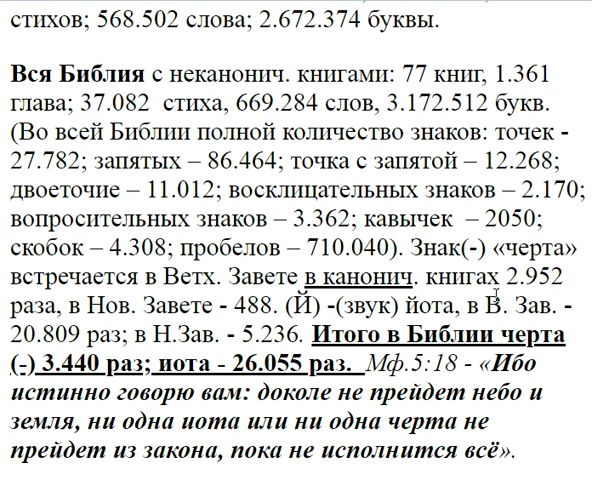 стихов; 568.502 слова; 2.672.374 буквы.
Вся Библия с неканонич. книгами: 77 книг, 1.361
глава; 37.082 стиха, 669.284 слов, 3.172.512 букв.
(Во всей Библии полной количество знаков: точек -
27.782; запятых – 86.464; точка с запятой – 12.268;
двоеточие – 11.012; восклицательных знаков – 2.170;
вопросительных знаков – 3.362; кавычек – 2050;
скобок – 4.308; пробелов – 710.040). Знак(-) «черта»
встречается в Ветх. Завете в канонич. книгах 2.952
раза, в Нов. Завете - 488. (Й) -(звук) йота, в В. Зав. -
20.809 раз; в Н.Зав. - 5.236. Итого в Библии черта
(-) 3.440 раз; иота - 26.055 раз. Мф.5:18 - «Ибо
истинно говорю вам: доколе не прейдет небо и
земля, ни одна иота или ни одна черта не
прейдет из закона, пока не исполнится всё».